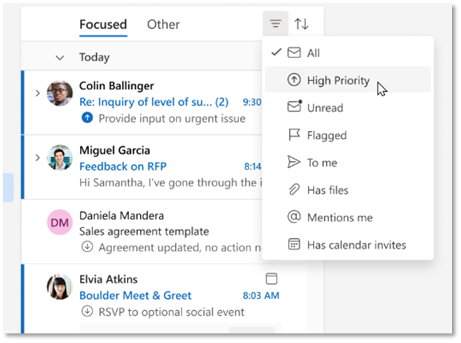 Focused Other
Today
Colin Ballinger
Re: Inquiry of level of su... (2) 9:30
Provide input on urgent issue
Miguel Garcia
Feedback on RFP 8:14
Hi Samantha, I've gone through the i
DM
Daniela Mandera
Sales agreement template
Agreement updated, no action n
Elvia Atkins
Boulder Meet & Greet 8:03 AM
RSVP to optional social event
All
High Priority
Unread
Flagged
To me
Has files
Mentions me
Has calendar invites